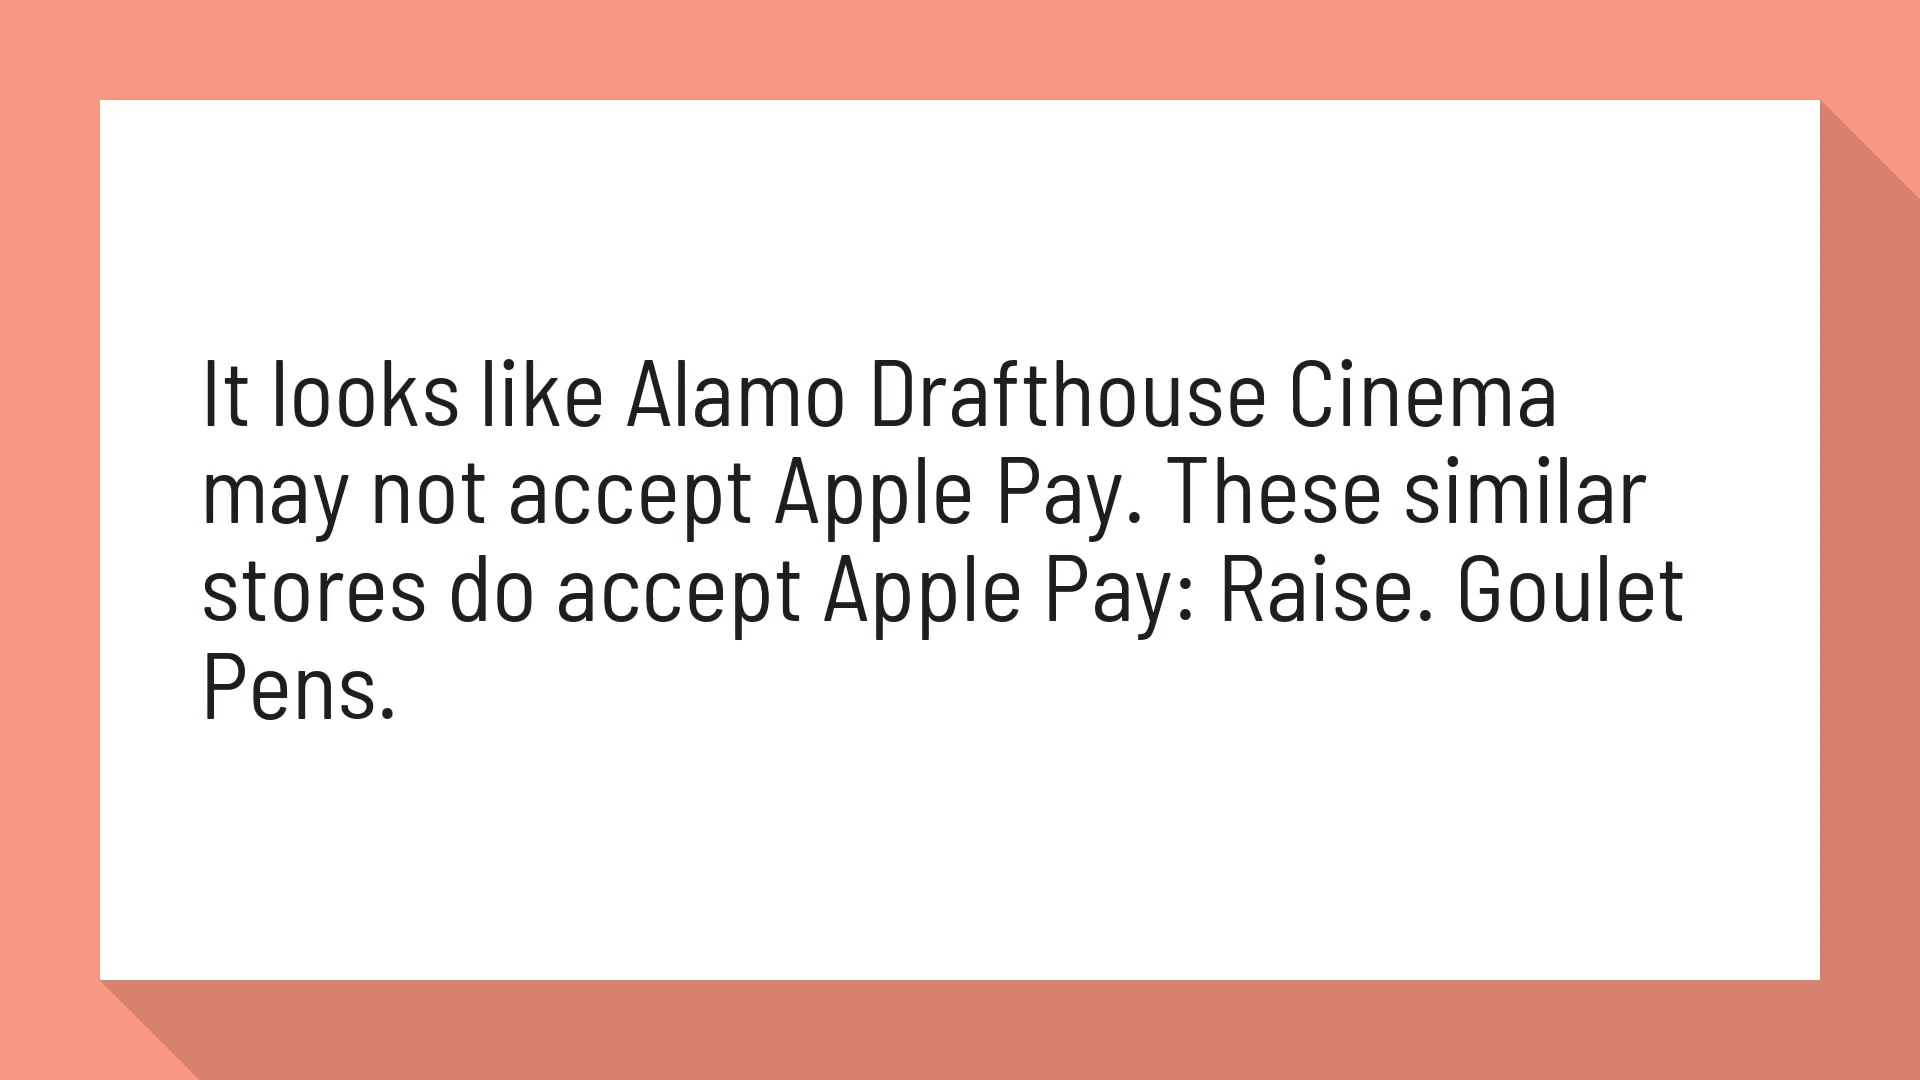 It looks like Alamo Drafthouse Cinema
may not accept Apple Pay. These similar
stores do accept Apple Pay: Raise. Goulet
Pens.